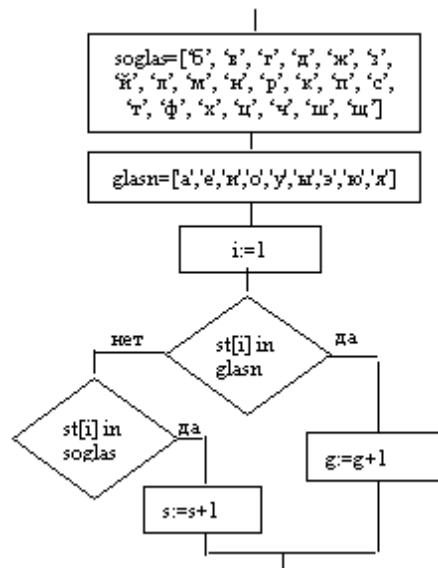 soglas=['б', 'в', 'г', 'д', 'ж', 'з',
'й', 'л', 'м', 'н', 'р', 'к', 'п', 'с',
'т', 'ф', 'х', 'ц', 'ч', 'ш', 'щ']
glasn=['а','е','и','о','у','ы','э','ю','я']
i:=1
нет
st[i] in
glasn
да
st[i] in
soglas
да
g:=g+1
s:=s+1